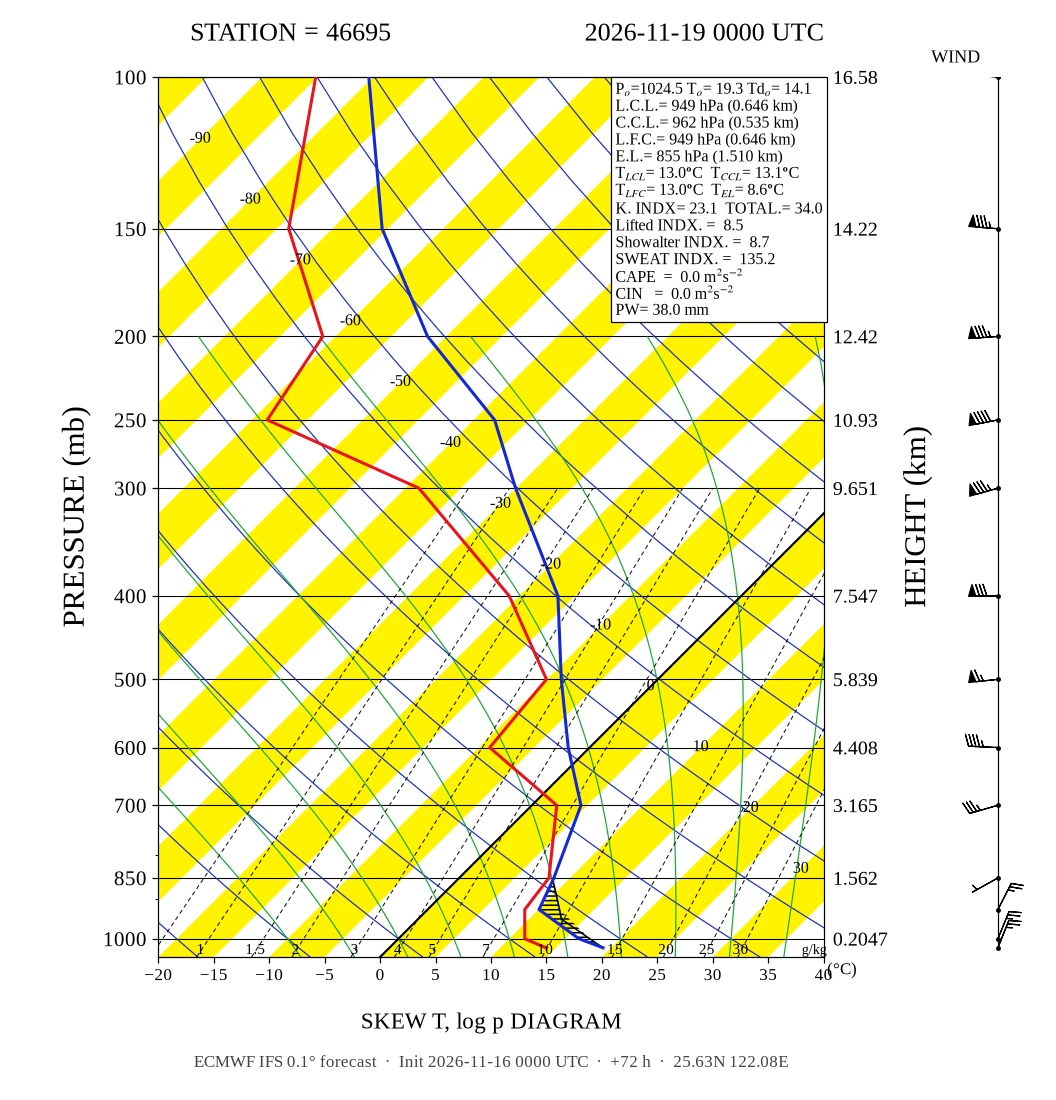 STATION = 46695 2026-11-19 0000 UTC
WIND
100 16.58
Pₒ=1024.5 Tₒ= 19.3 Tdₒ= 14.1
L.C.L.= 949 hPa (0.646 km)
C.C.L.= 962 hPa (0.535 km)
L.F.C.= 949 hPa (0.646 km)
E.L.= 855 hPa (1.510 km)
T_LCL= 13.0°C T_CCL= 13.1°C
T_LFC= 13.0°C T_EL= 8.6°C
K. INDX= 23.1 TOTAL.= 34.0
Lifted INDX. = 8.5
Showalter INDX. = 8.7
SWEAT INDX. = 135.2
CAPE = 0.0 m²s⁻²
CIN = 0.0 m²s⁻²
PW= 38.0 mm
-90
-80
150 14.22
-70
-60
200 12.42
-50
250 10.93
-40
300 9.651
-30
PRESSURE (mb)
HEIGHT (km)
-20
400 7.547
-10
500 5.839
0
600 4.408
10
700 3.165
20
850 1.562
30
1000 0.2047
1 1.5 2 3 4 5 7 10 15 20 25 30 g/kg
−20 −15 −10 −5 0 5 10 15 20 25 30 35 40 (°C)
SKEW T, log p DIAGRAM
ECMWF IFS 0.1° forecast · Init 2026-11-16 0000 UTC · +72 h · 25.63N 122.08E